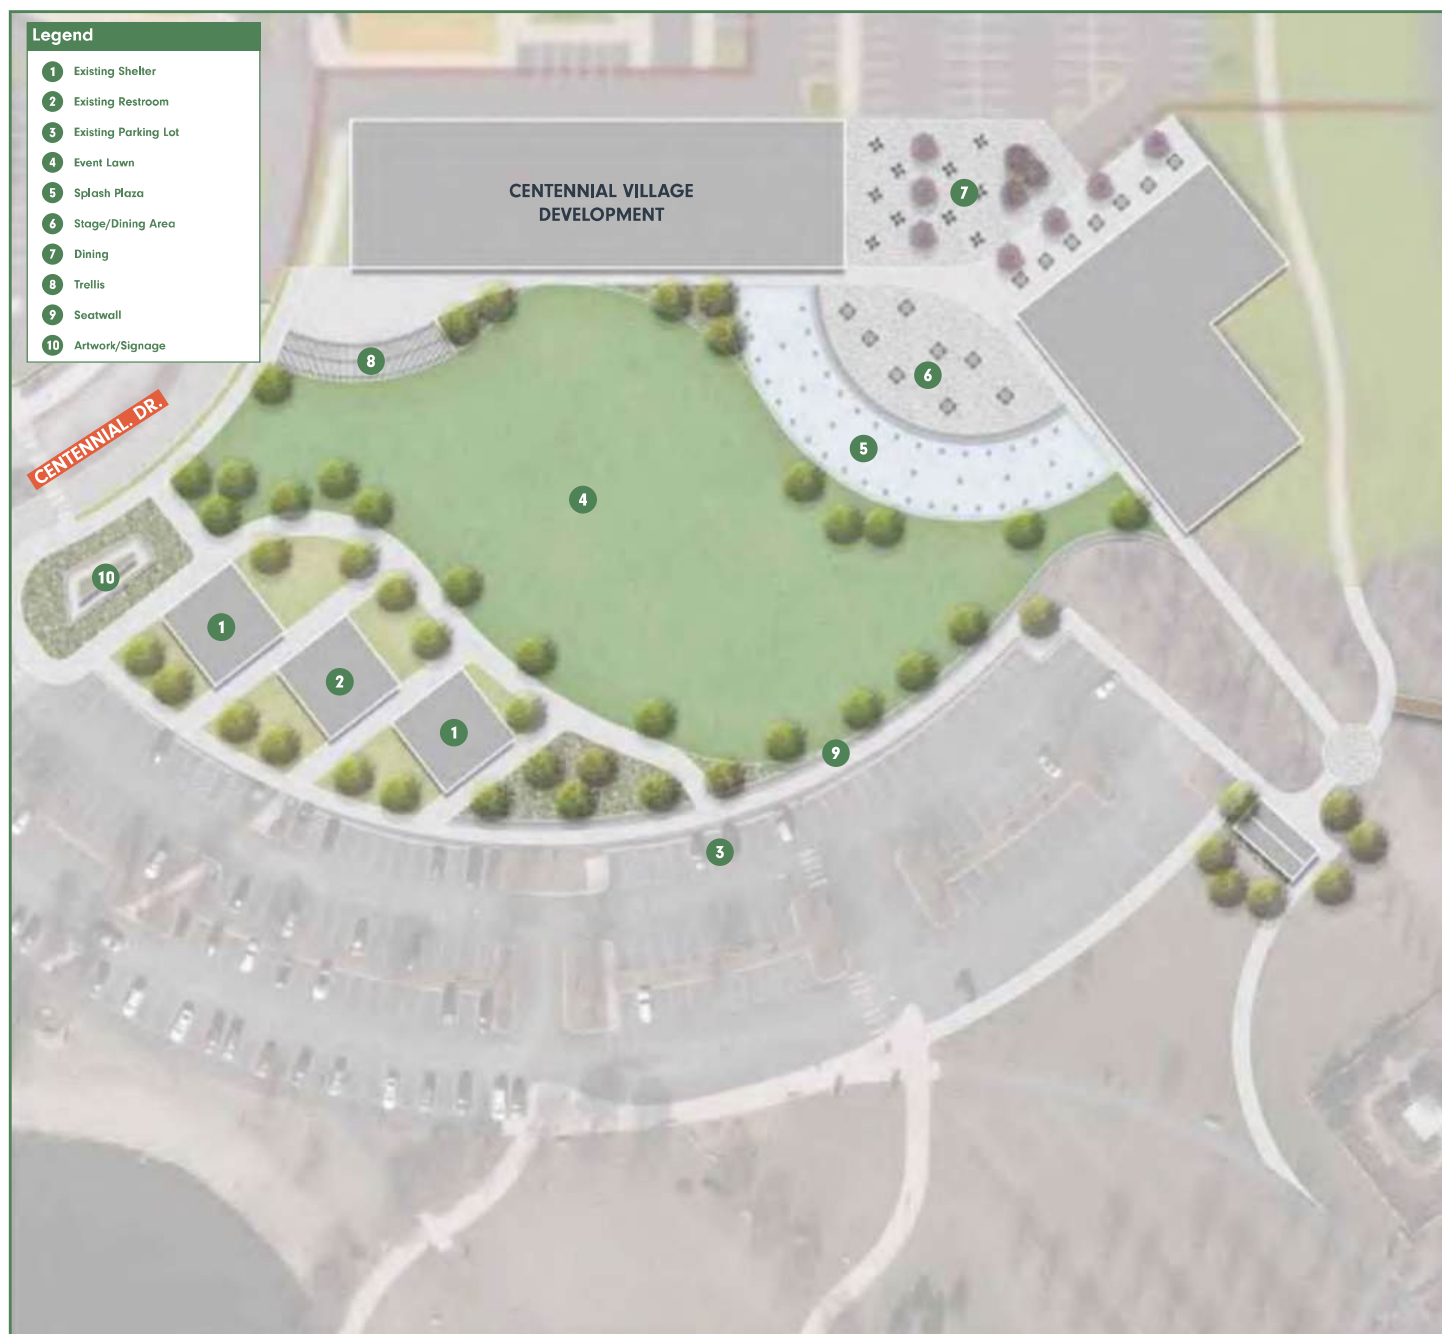 Legend
1 Existing Shelter
2 Existing Restroom
3 Existing Parking Lot
4 Event Lawn
5 Splash Plaza
6 Stage/Dining Area
7 Dining
8 Trellis
9 Seatwall
10 Artwork/Signage
CENTENNIAL VILLAGE
DEVELOPMENT
7
8
6
CENTENNIAL. DR.
5
4
10
1
2
1
9
3